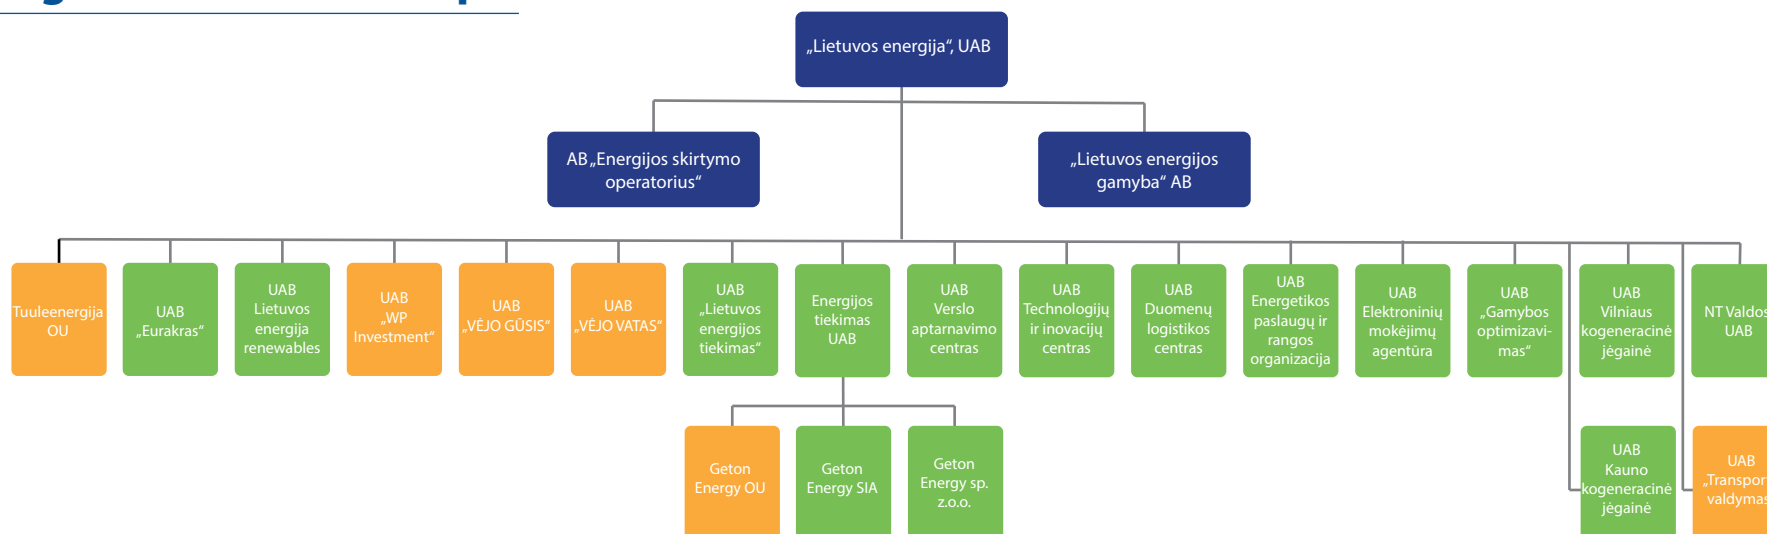 „Lietuvos energija“, UAB
AB „Energijos skirtymo
operatorius“
„Lietuvos energijos
gamyba“ AB
Tuuleenergija
OU
UAB
„Eurakras“
UAB
Lietuvos
energija
renewables
UAB
„WP
Investment“
UAB
„VĖJO GŪSIS“
UAB
„VĖJO VATAS“
UAB
„Lietuvos
energijos
tiekimas“
Energijos
tiekimas
UAB
UAB
Verslo
aptarnavimo
centras
UAB
Technologijų
ir inovacijų
centras
UAB
Duomenų
logistikos
centras
UAB
Energetikos
paslaugų ir
rangos
organizacija
UAB
Elektroninių
mokėjimų
agentūra
UAB
„Gamybos
optimizavi-
mas“
UAB
Vilniaus
kogeneracinė
jėgainė
NT Valdos
UAB
Geton
Energy OU
Geton
Energy SIA
Geton
Energy sp.
z.o.o.
UAB
Kauno
kogeneracinė
jėgainė
UAB
„Transport
valdymas